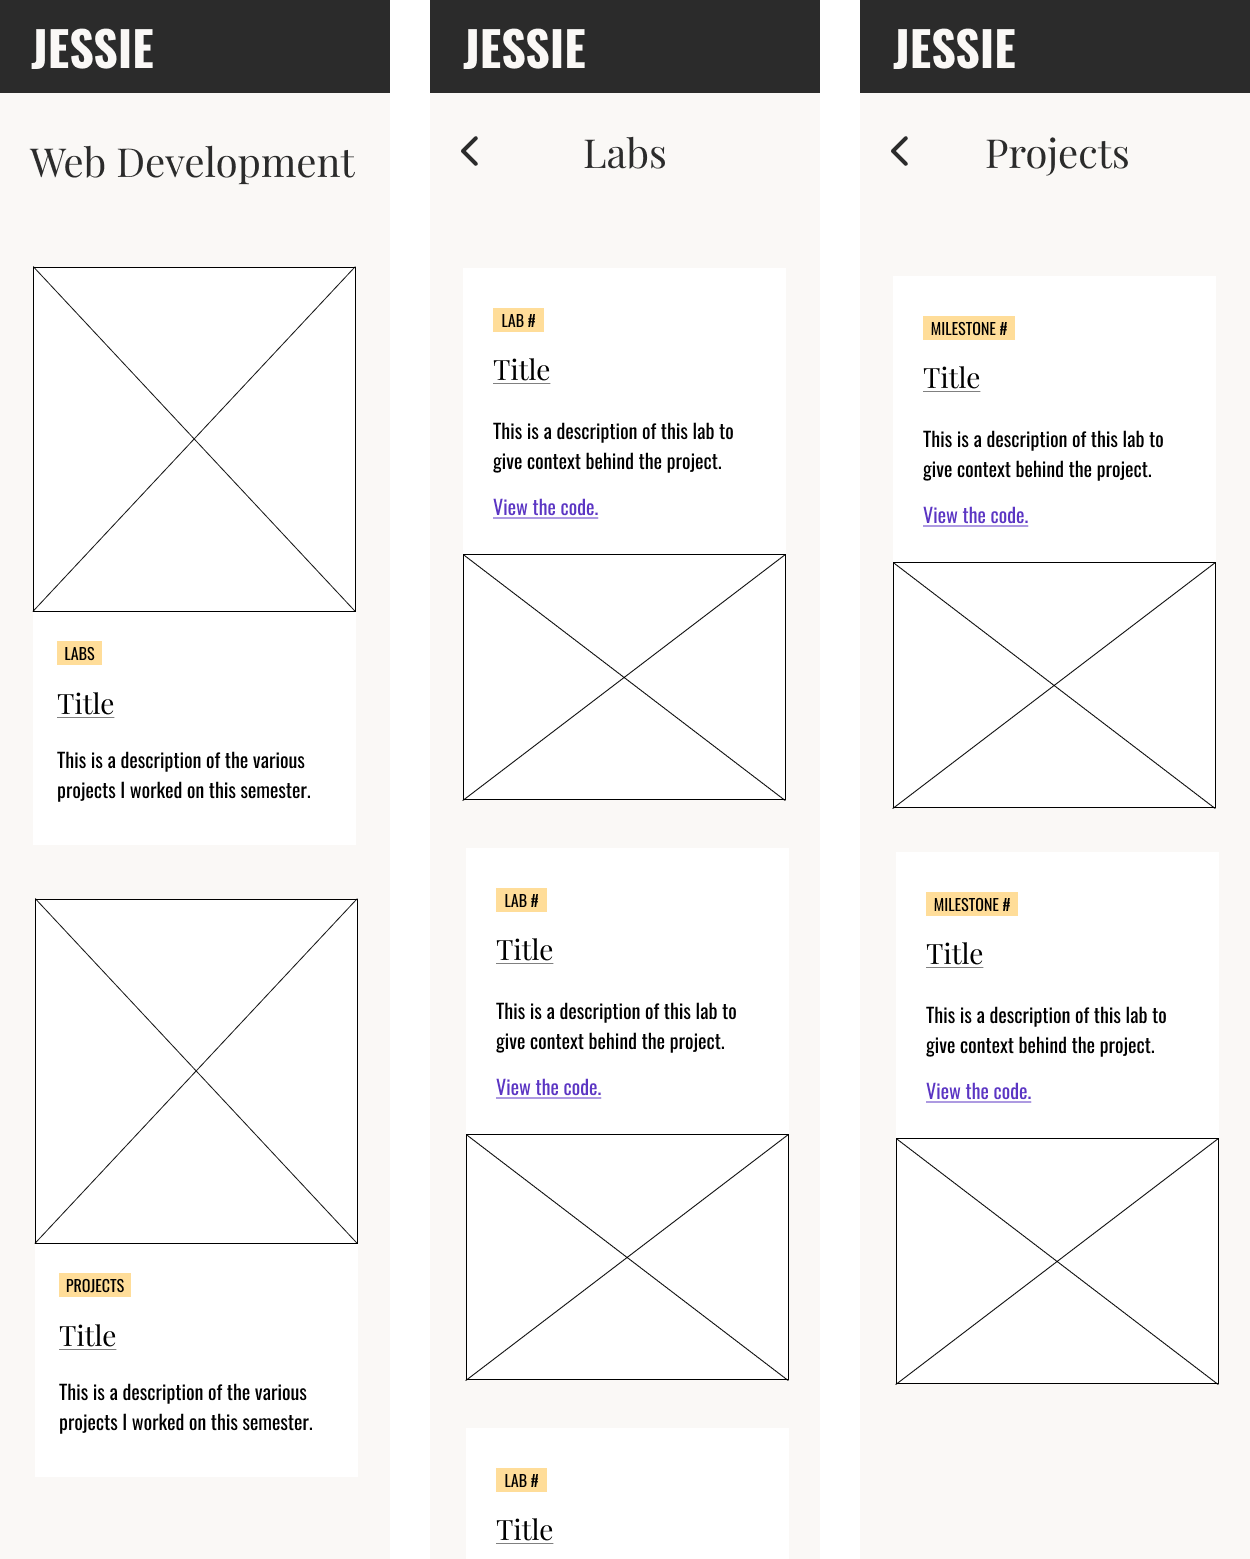 JESSIE
Web Development
LABS
Title
This is a description of the various
projects I worked on this semester.
PROJECTS
Title
This is a description of the various
projects I worked on this semester.
JESSIE
Labs
LAB #
Title
This is a description of this lab to
give context behind the project.
View the code.
LAB #
Title
This is a description of this lab to
give context behind the project.
View the code.
LAB #
Title
JESSIE
Projects
MILESTONE #
Title
This is a description of this lab to
give context behind the project.
View the code.
MILESTONE #
Title
This is a description of this lab to
give context behind the project.
View the code.